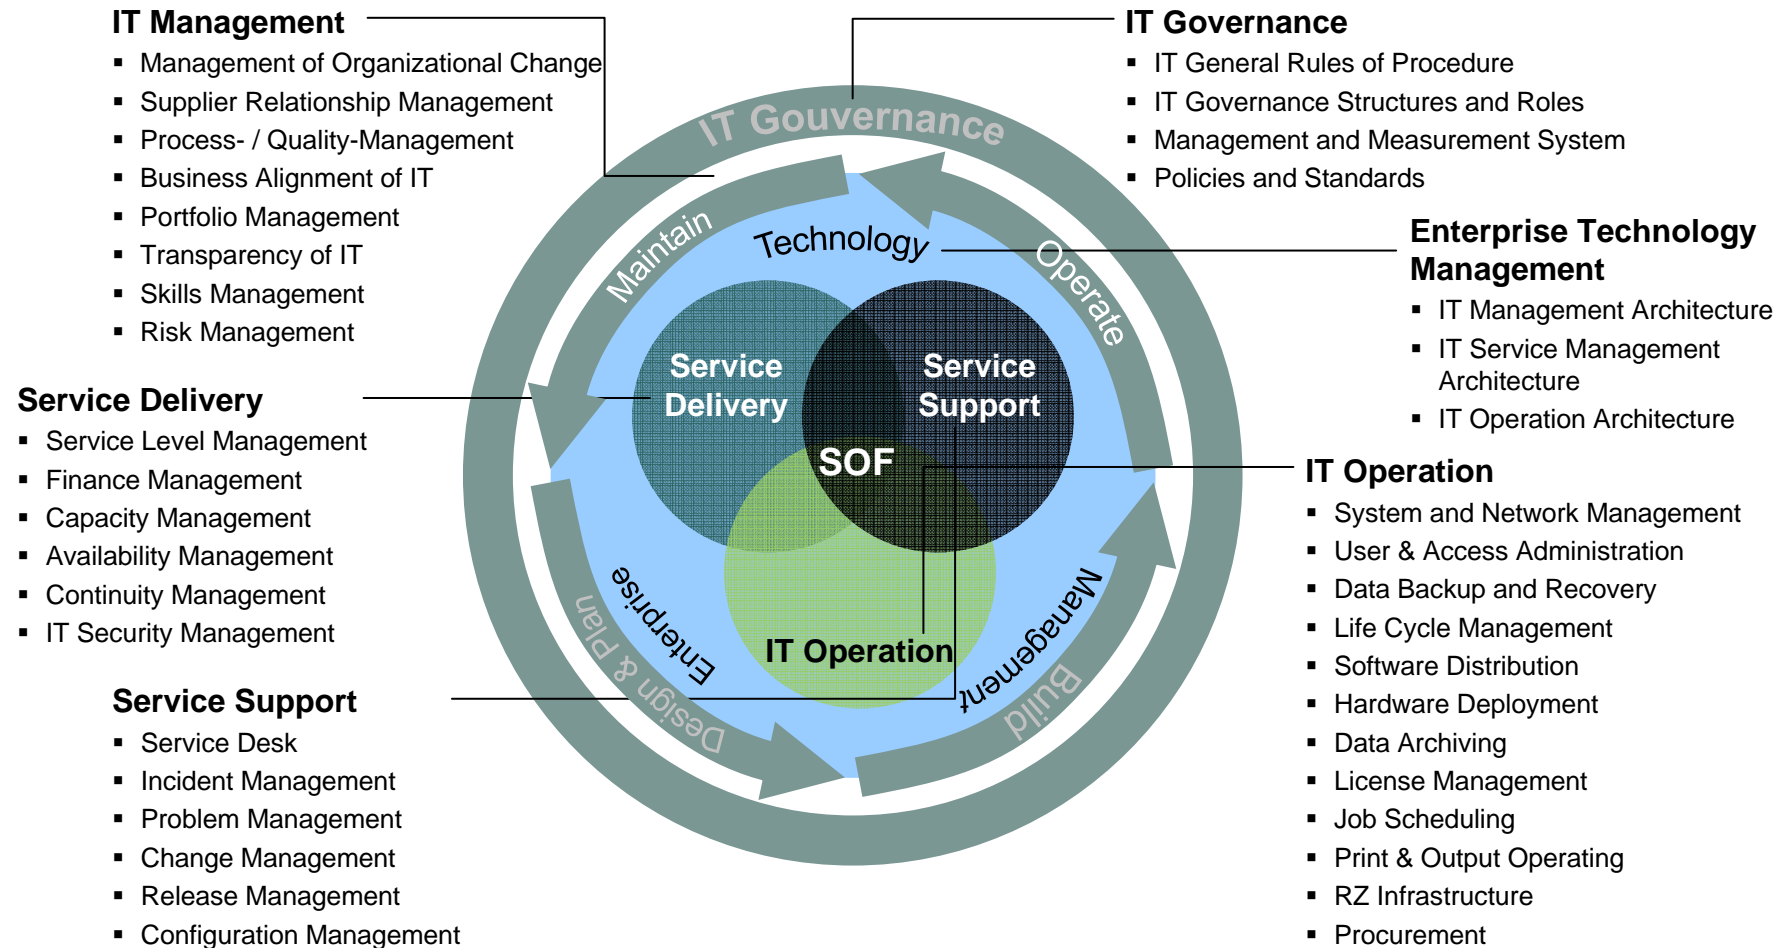 IT Management
▪ Management of Organizational Change
▪ Supplier Relationship Management
▪ Process- / Quality-Management
▪ Business Alignment of IT
▪ Portfolio Management
▪ Transparency of IT
▪ Skills Management
▪ Risk Management
Service Delivery
▪ Service Level Management
▪ Finance Management
▪ Capacity Management
▪ Availability Management
▪ Continuity Management
▪ IT Security Management
Service Support
▪ Service Desk
▪ Incident Management
▪ Problem Management
▪ Change Management
▪ Release Management
▪ Configuration Management
IT Gouvernance
Maintain
Operate
Technology
Service
Delivery
Service
Support
SOF
IT Operation
Enterprise
Management
Design & Plan
Build
IT Governance
▪ IT General Rules of Procedure
▪ IT Governance Structures and Roles
▪ Management and Measurement System
▪ Policies and Standards
Enterprise Technology
Management
▪ IT Management Architecture
▪ IT Service Management
Architecture
▪ IT Operation Architecture
IT Operation
▪ System and Network Management
▪ User & Access Administration
▪ Data Backup and Recovery
▪ Life Cycle Management
▪ Software Distribution
▪ Hardware Deployment
▪ Data Archiving
▪ License Management
▪ Job Scheduling
▪ Print & Output Operating
▪ RZ Infrastructure
▪ Procurement